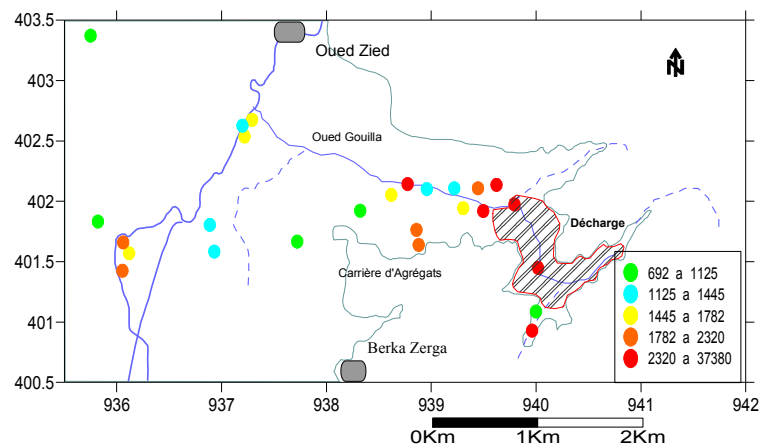 403.5
403
402.5
402
401.5
401
400.5
Oued Zied
N
Oued Gouilla
Décharge
Carrière d'Agrégats
Berka Zerga
692 a 1125
1125 a 1445
1445 a 1782
1782 a 2320
2320 a 37380
936
937
938
939
940
941
942
0Km
1Km
2Km